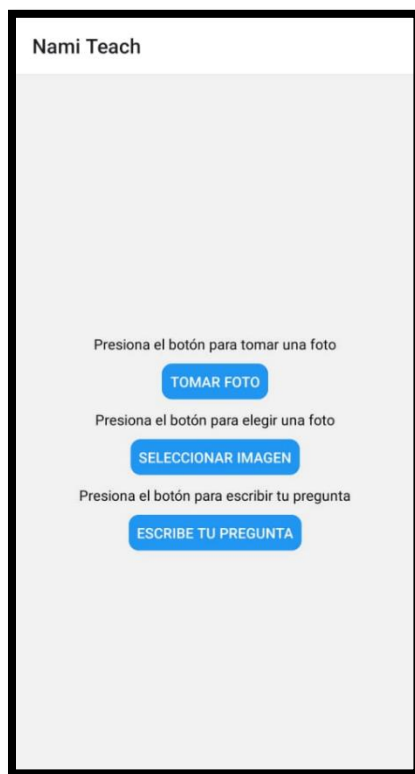 Nami Teach
Presiona el botón para tomar una foto
TOMAR FOTO
Presiona el botón para elegir una foto
SELECCIONAR IMAGEN
Presiona el botón para escribir tu pregunta
ESCRIBE TU PREGUNTA